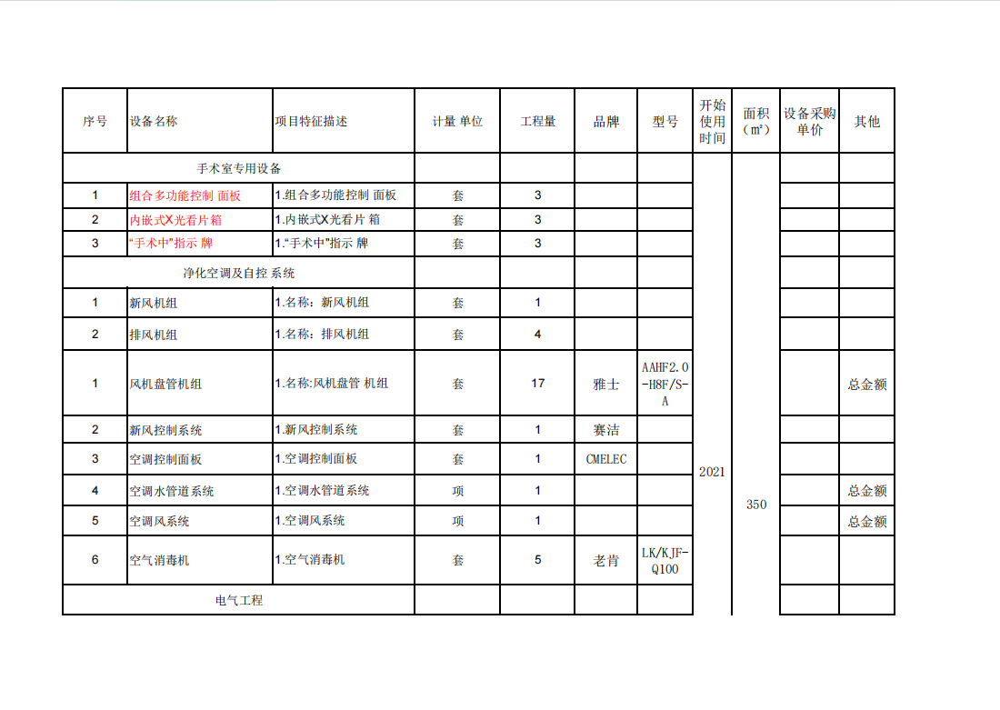 序号 设备名称 项目特征描述 计量 单位 工程量 品牌 型号 开始使用时间 面积（㎡） 设备采购单价 其他
手术室专用设备
1 组合多功能控制 面板 1.组合多功能控制 面板 套 3
2 内嵌式X光看片箱 1.内嵌式X光看片 箱 套 3
3 “手术中"指示 牌 1.“手术中"指示 牌 套 3
净化空调及自控 系统
1 新风机组 1.名称：新风机组 套 1
2 排风机组 1.名称：排风机组 套 4
1 风机盘管机组 1.名称:风机盘管 机组 套 17 雅士 AAHF2.0-H8F/S-A 总金额
2 新风控制系统 1.新风控制系统 套 1 赛洁
3 空调控制面板 1.空调控制面板 套 1 CMELEC
2021
4 空调水管道系统 1.空调水管道系统 项 1 总金额
350
5 空调风系统 1.空调风系统 项 1 总金额
6 空气消毒机 1.空气消毒机 套 5 老肯 LK/KJF-Q100
电气工程